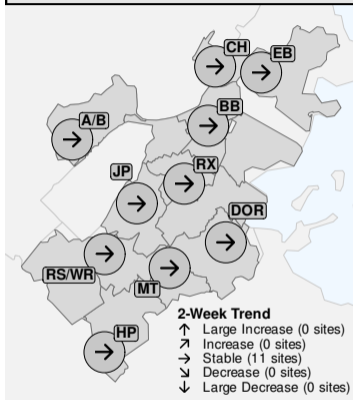 CH
EB
BB
A/B
RX
JP
DOR
RS/WR
MT
HP
2-Week Trend
↑ Large Increase (0 sites)
↗ Increase (0 sites)
→ Stable (11 sites)
↘ Decrease (0 sites)
↓ Large Decrease (0 sites)